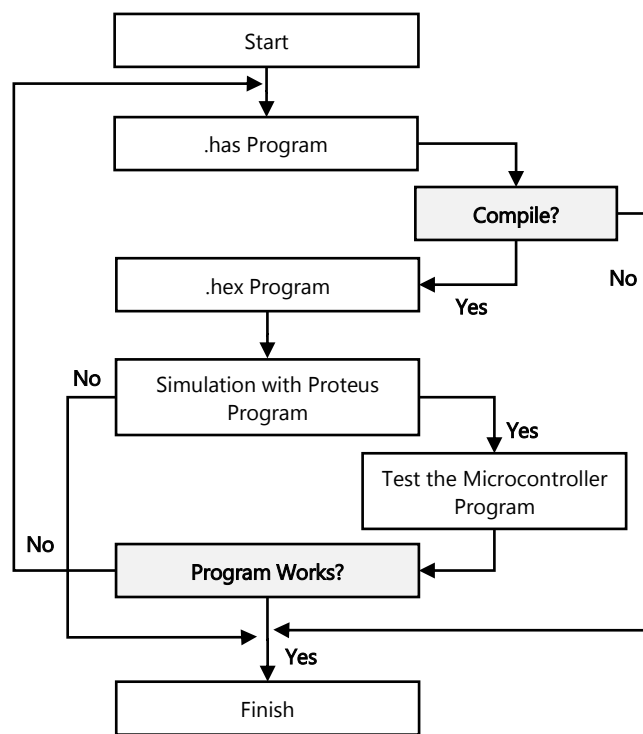 Start
.has Program
Compile?
No
.hex Program
Yes
No
Simulation with Proteus
Program
Yes
Test the Microcontroller
Program
No
Program Works?
Yes
Finish